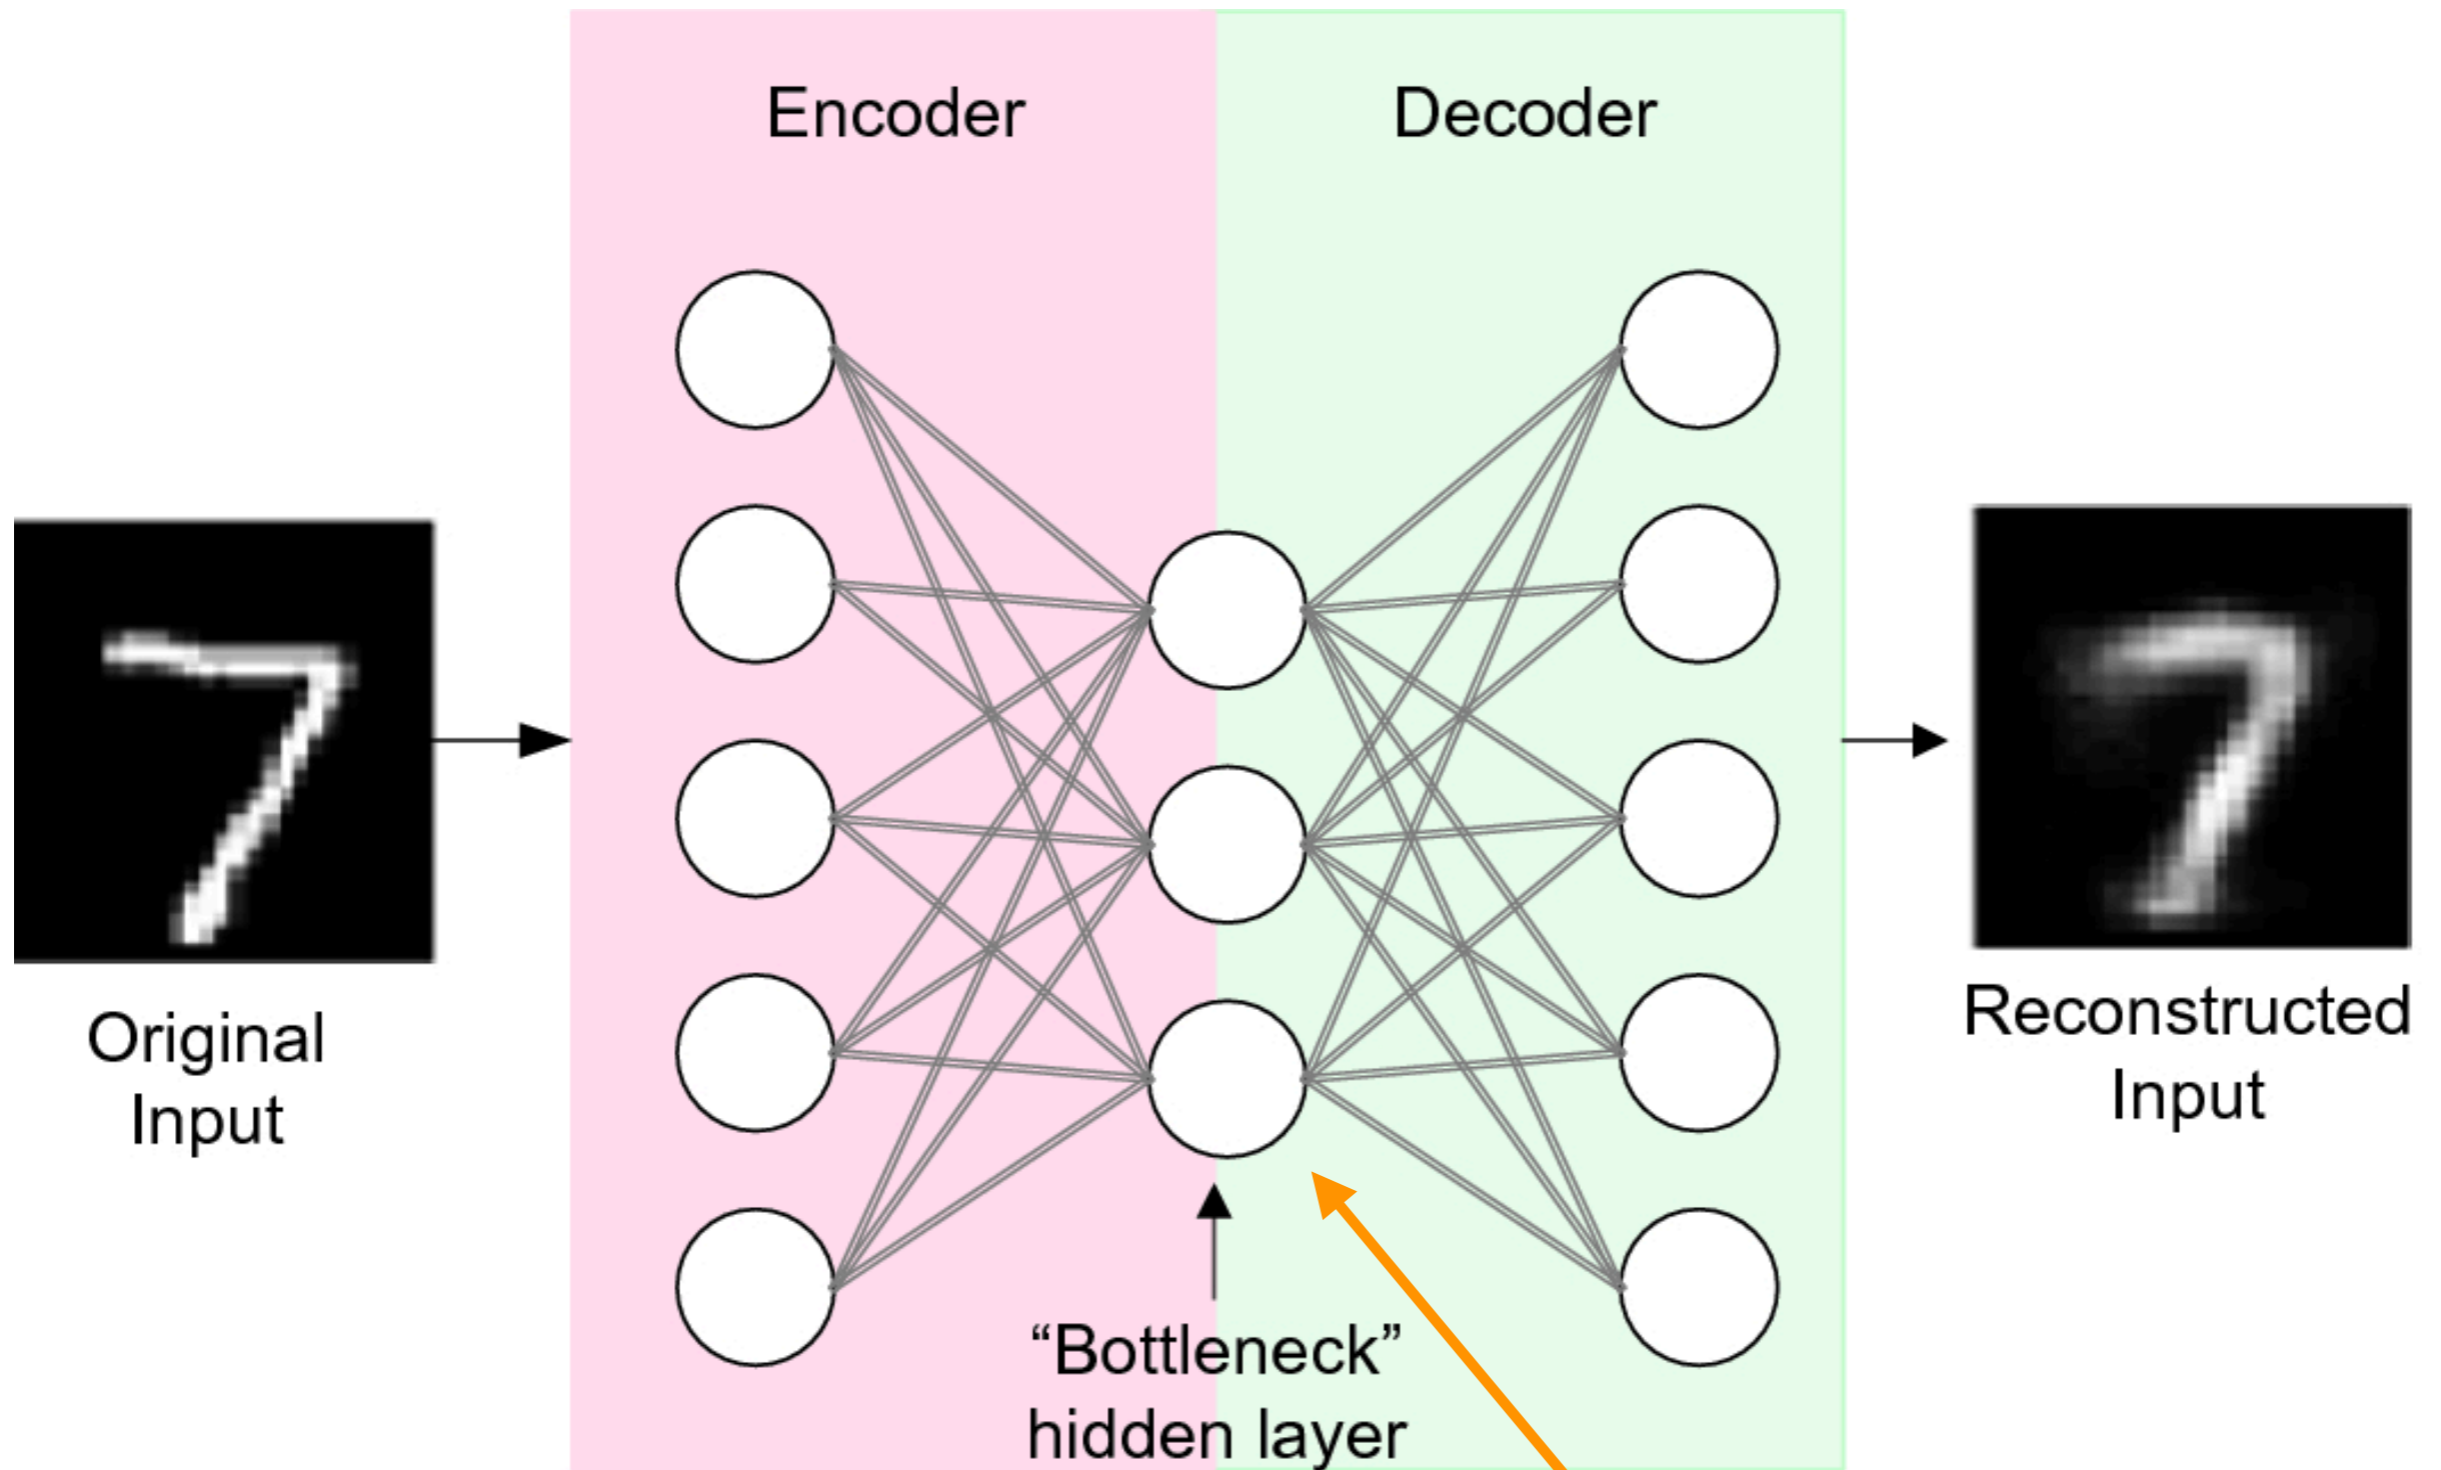 Encoder
Decoder
Original
Input
Reconstructed
Input
“Bottleneck”
hidden layer